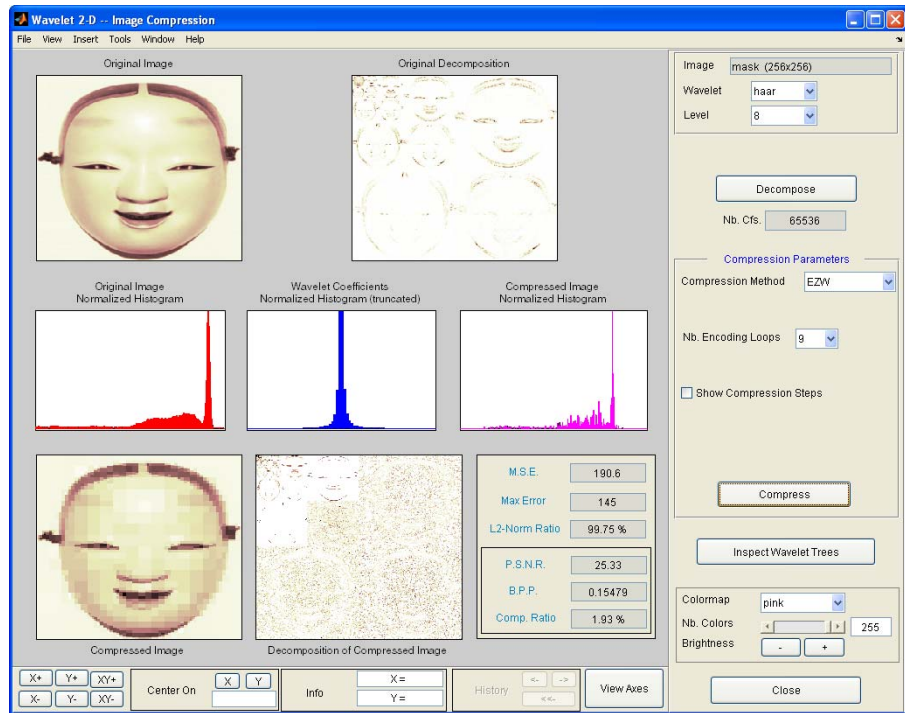 Wavelet 2-D -- Image Compression
File View Insert Tools Window Help
Original Image
Original Decomposition
Original Image
Normalized Histogram
Wavelet Coefficients
Normalized Histogram (truncated)
Compressed Image
Normalized Histogram
M.S.E. 190.6
Max Error 145
L2-Norm Ratio 99.75 %
P.S.N.R. 25.33
B.P.P. 0.15479
Comp. Ratio 1.93 %
Compressed Image
Decomposition of Compressed Image
Image mask (256x256)
Wavelet haar
Level 8
Decompose
Nb. Cfs. 65536
Compression Parameters
Compression Method EZW
Nb. Encoding Loops 9
Show Compression Steps
Compress
Inspect Wavelet Trees
Colormap pink
Nb. Colors 255
Brightness - +
X+ Y+ XY+
X- Y- XY-
Center On X Y
Info X =
Y =
History <- ->
<<-
View Axes
Close